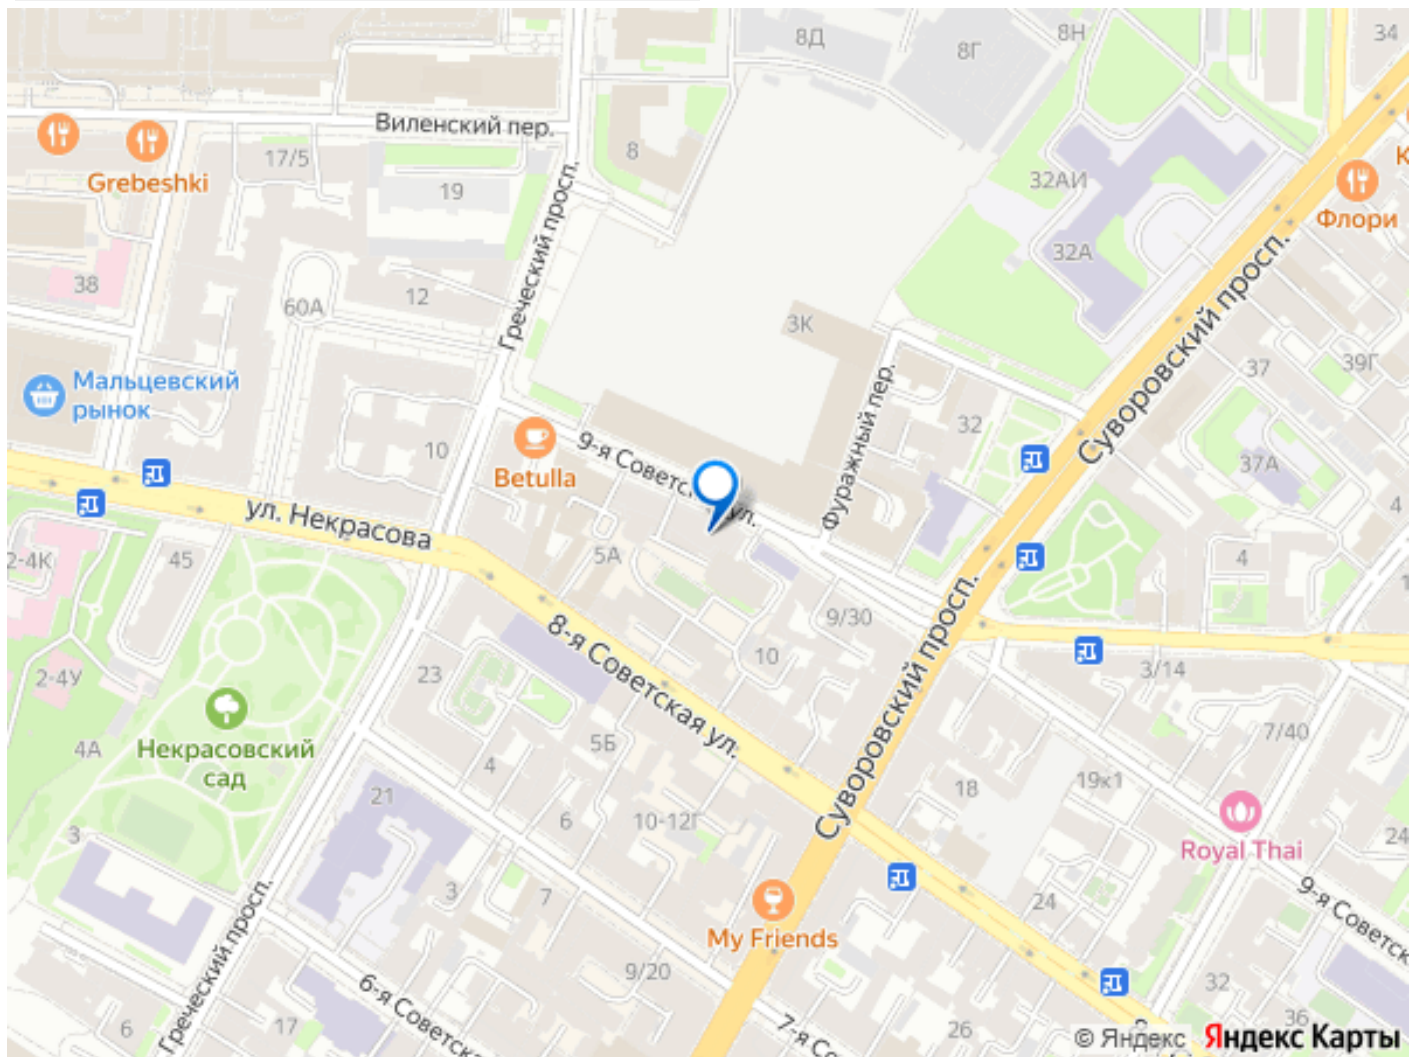 8Д
8Г
8Н
34
Виленский пер.
Grebeshki
17/5
19
8
Греческий просп.
32АИ
32А
Флори
К
38
60А
12
3К
Суворовский просп.
37
39Г
Мальцевский
рынок
10
Betulla
9-я Советск
ул.
Фуражный пер.
32
37А
4
ул. Некрасова
2-4К
45
5А
9/30
4
3/14
8-я Советская ул.
10
Суворовский просп.
2-4У
23
4А
Некрасовский
сад
5Б
4
7/40
21
6
10-12Г
18
19к1
Royal Thai
24
3
3
7
My Friends
24
9-я Советск
Греческий просп.
9/20
32
36
6-я Советск
17
6
7-я Со
26
© Яндекс Яндекс Карты